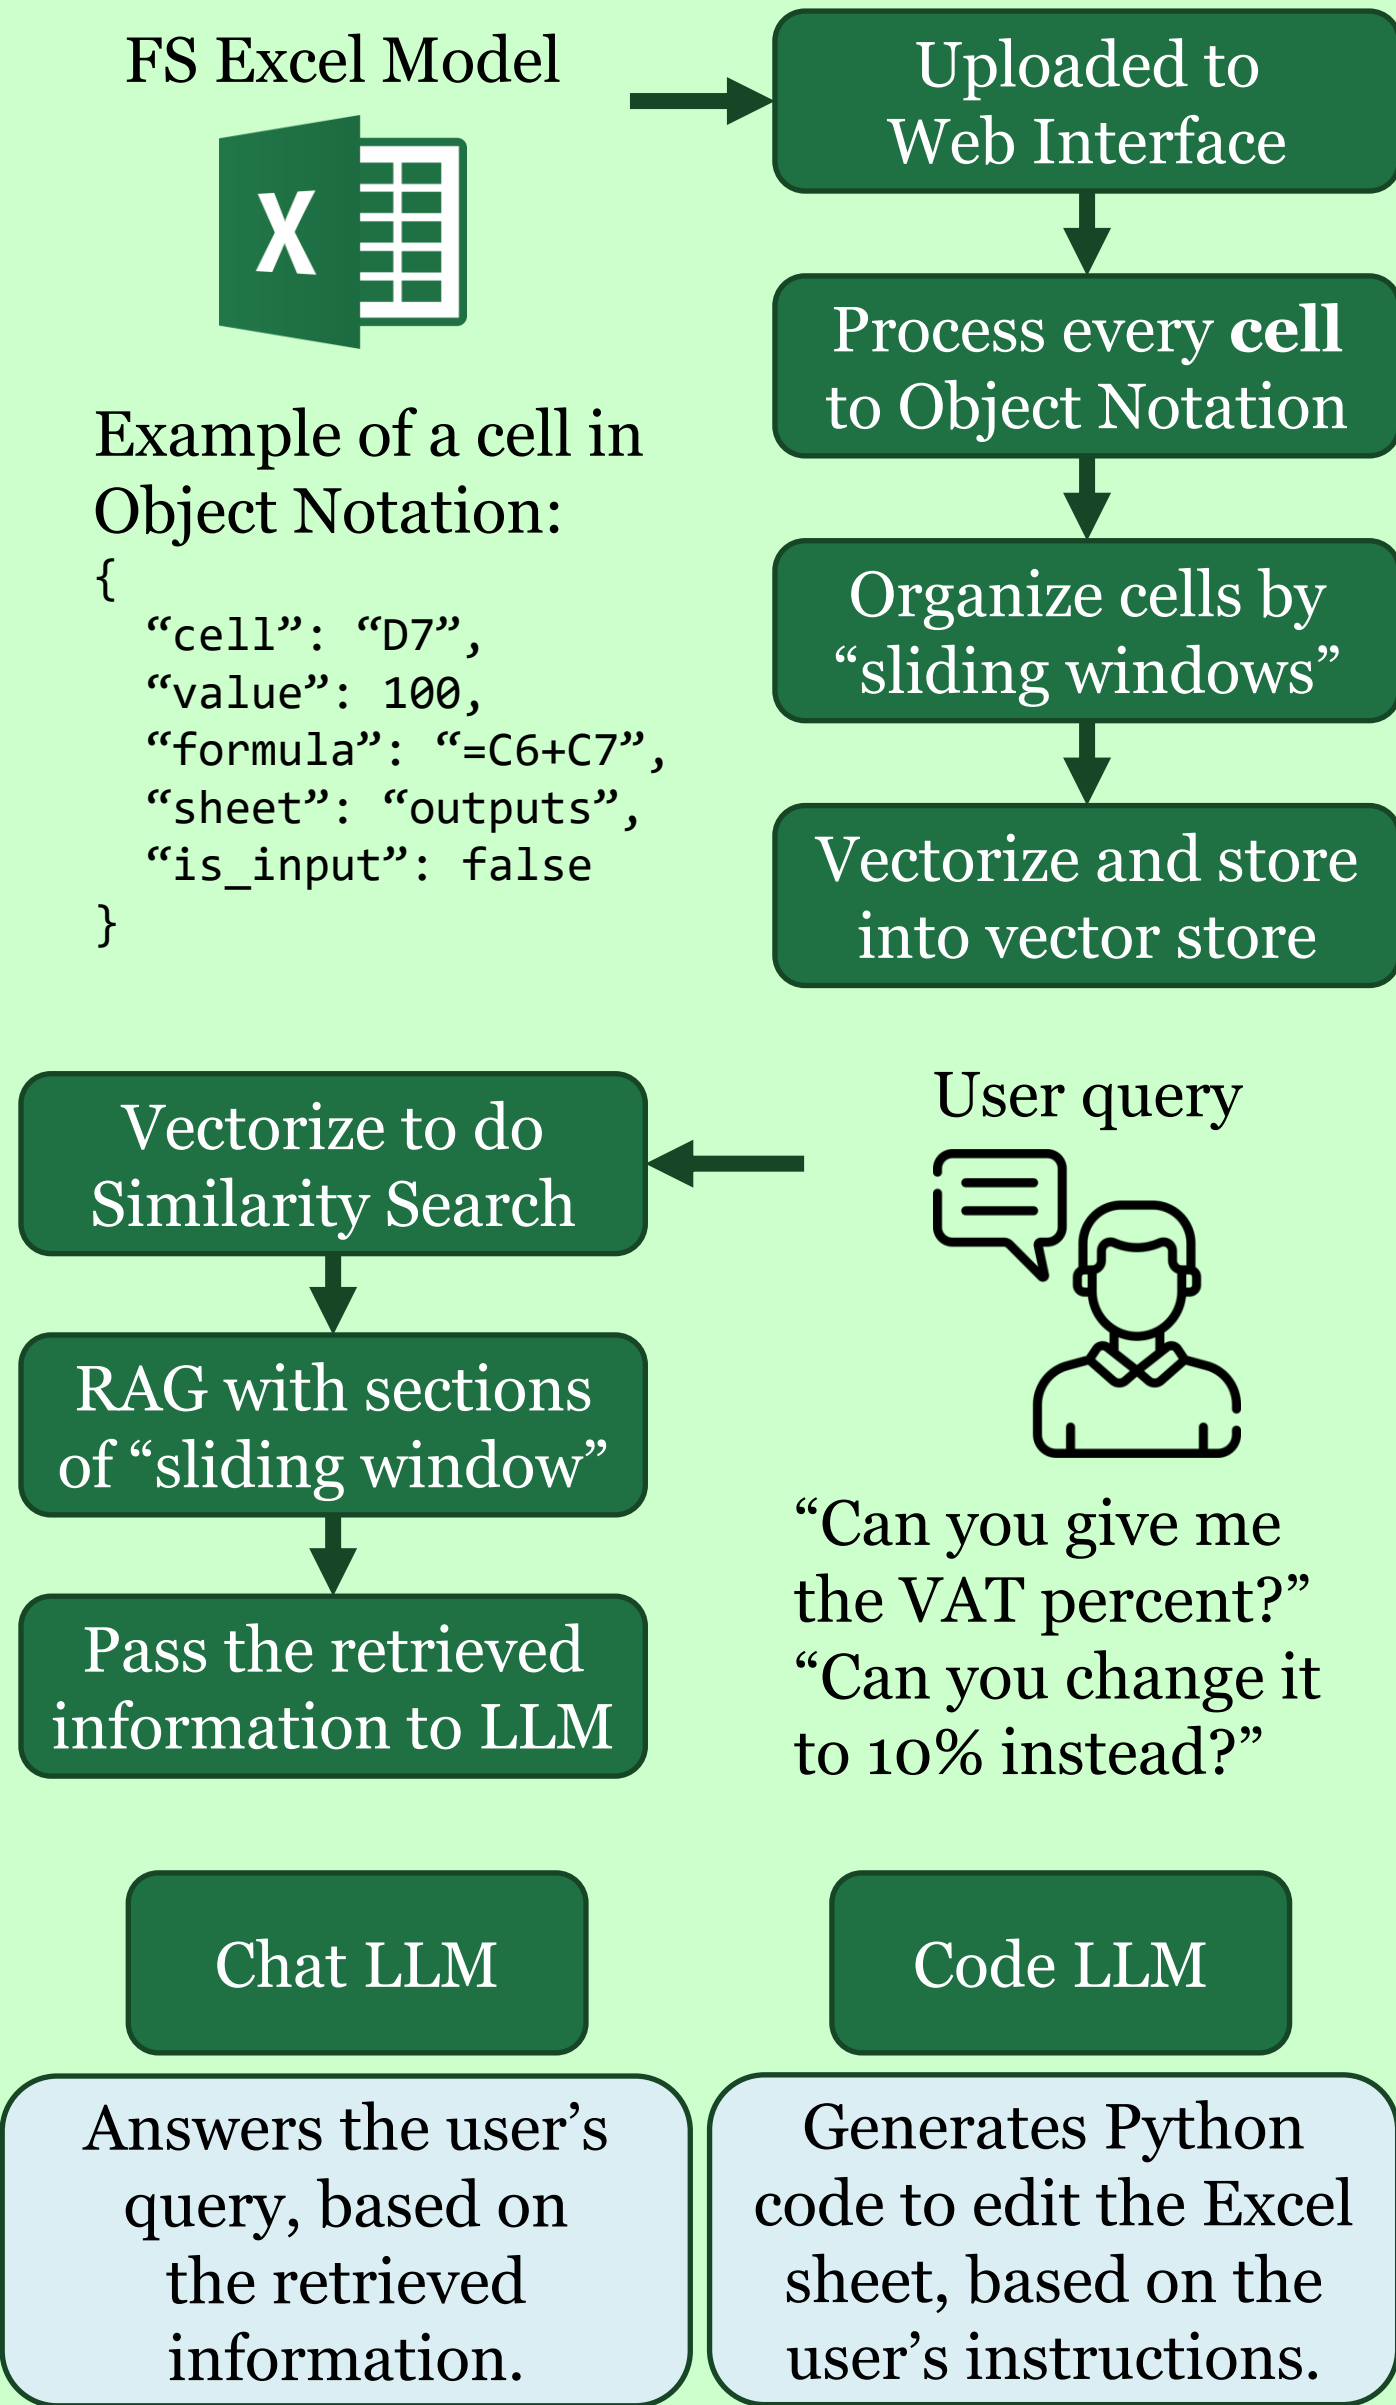 FS Excel Model
X
Uploaded to
Web Interface
Process every cell
to Object Notation
Organize cells by
“sliding windows”
Vectorize and store
into vector store
Example of a cell in
Object Notation:
{
“cell”: “D7”,
“value”: 100,
“formula”: “=C6+C7”,
“sheet”: “outputs”,
“is_input”: false
}
User query
“Can you give me
the VAT percent?”
“Can you change it
to 10% instead?”
Vectorize to do
Similarity Search
RAG with sections
of “sliding window”
Pass the retrieved
information to LLM
Chat LLM
Answers the user’s
query, based on
the retrieved
information.
Code LLM
Generates Python
code to edit the Excel
sheet, based on the
user’s instructions.